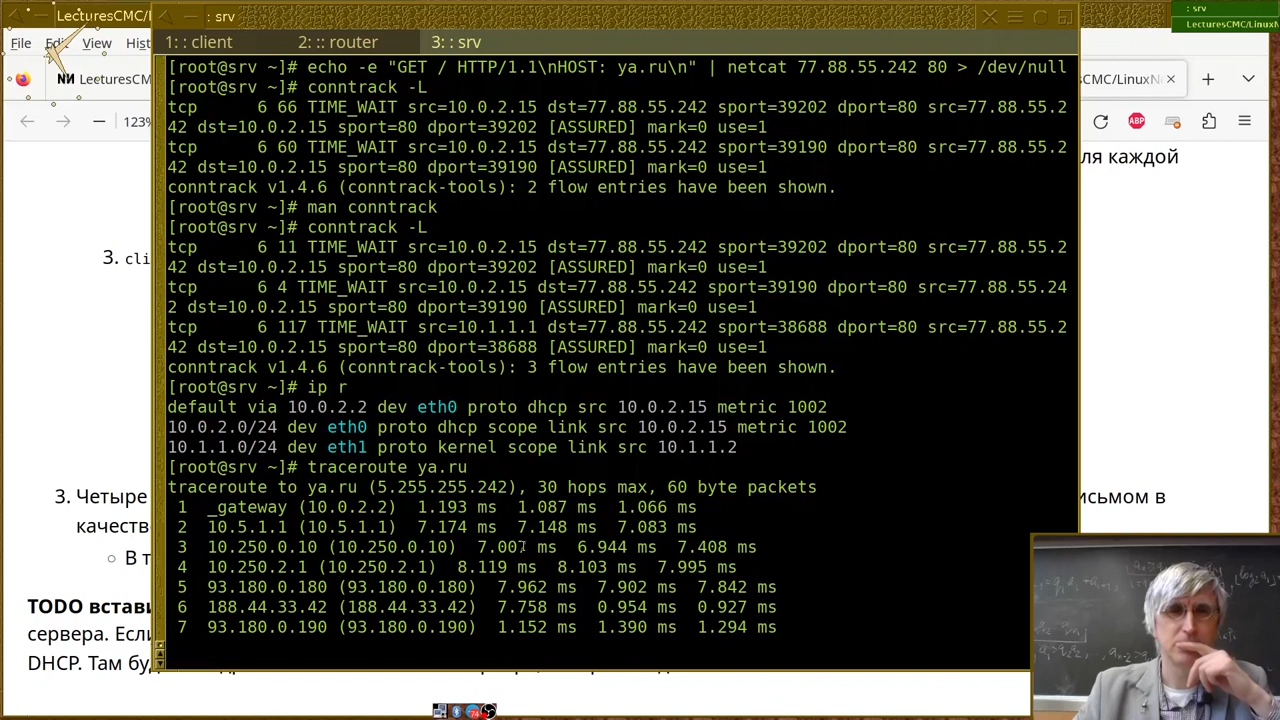 LecturesCMC/L
: srv
: srv
LecturesCMC/LinuxN
1: : client
2: :: router
3: : srv
File Edit View Hist
LecturesCM
LecturesCMC/LinuxN
123%
[root@srv ~]# echo -e "GET / HTTP/1.1\nHOST: ya.ru\n" | netcat 77.88.55.242 80 > /dev/null
[root@srv ~]# conntrack -L
tcp      6 66 TIME_WAIT src=10.0.2.15 dst=77.88.55.242 sport=39202 dport=80 src=77.88.55.2
42 dst=10.0.2.15 sport=80 dport=39202 [ASSURED] mark=0 use=1
tcp      6 60 TIME_WAIT src=10.0.2.15 dst=77.88.55.242 sport=39190 dport=80 src=77.88.55.2
42 dst=10.0.2.15 sport=80 dport=39190 [ASSURED] mark=0 use=1
conntrack v1.4.6 (conntrack-tools): 2 flow entries have been shown.
[root@srv ~]# man conntrack
[root@srv ~]# conntrack -L
tcp      6 11 TIME_WAIT src=10.0.2.15 dst=77.88.55.242 sport=39202 dport=80 src=77.88.55.2
42 dst=10.0.2.15 sport=80 dport=39202 [ASSURED] mark=0 use=1
tcp      6 4 TIME_WAIT src=10.0.2.15 dst=77.88.55.242 sport=39190 dport=80 src=77.88.55.24
2 dst=10.0.2.15 sport=80 dport=39190 [ASSURED] mark=0 use=1
tcp      6 117 TIME_WAIT src=10.1.1.1 dst=77.88.55.242 sport=38688 dport=80 src=77.88.55.2
42 dst=10.0.2.15 sport=80 dport=38688 [ASSURED] mark=0 use=1
conntrack v1.4.6 (conntrack-tools): 3 flow entries have been shown.
[root@srv ~]# ip r
default via 10.0.2.2 dev eth0 proto dhcp src 10.0.2.15 metric 1002
10.0.2.0/24 dev eth0 proto dhcp scope link src 10.0.2.15 metric 1002
10.1.1.0/24 dev eth1 proto kernel scope link src 10.1.1.2
[root@srv ~]# traceroute ya.ru
traceroute to ya.ru (5.255.255.242), 30 hops max, 60 byte packets
1  _gateway (10.0.2.2)  1.193 ms  1.087 ms  1.066 ms
2  10.5.1.1 (10.5.1.1)  7.174 ms  7.148 ms  7.083 ms
3  10.250.0.10 (10.250.0.10)  7.007 ms  6.944 ms  7.408 ms
4  10.250.2.1 (10.250.2.1)  8.119 ms  8.103 ms  7.995 ms
5  93.180.0.180 (93.180.0.180)  7.962 ms  7.902 ms  7.842 ms
6  188.44.33.42 (188.44.33.42)  7.758 ms  0.954 ms  0.927 ms
7  93.180.0.190 (93.180.0.190)  1.152 ms  1.390 ms  1.294 ms
ля каждой
3. cli
3. Четыре
исьмом в
качестве
В т
TODO встави
сервера. Если
DHCP. Там бу
74